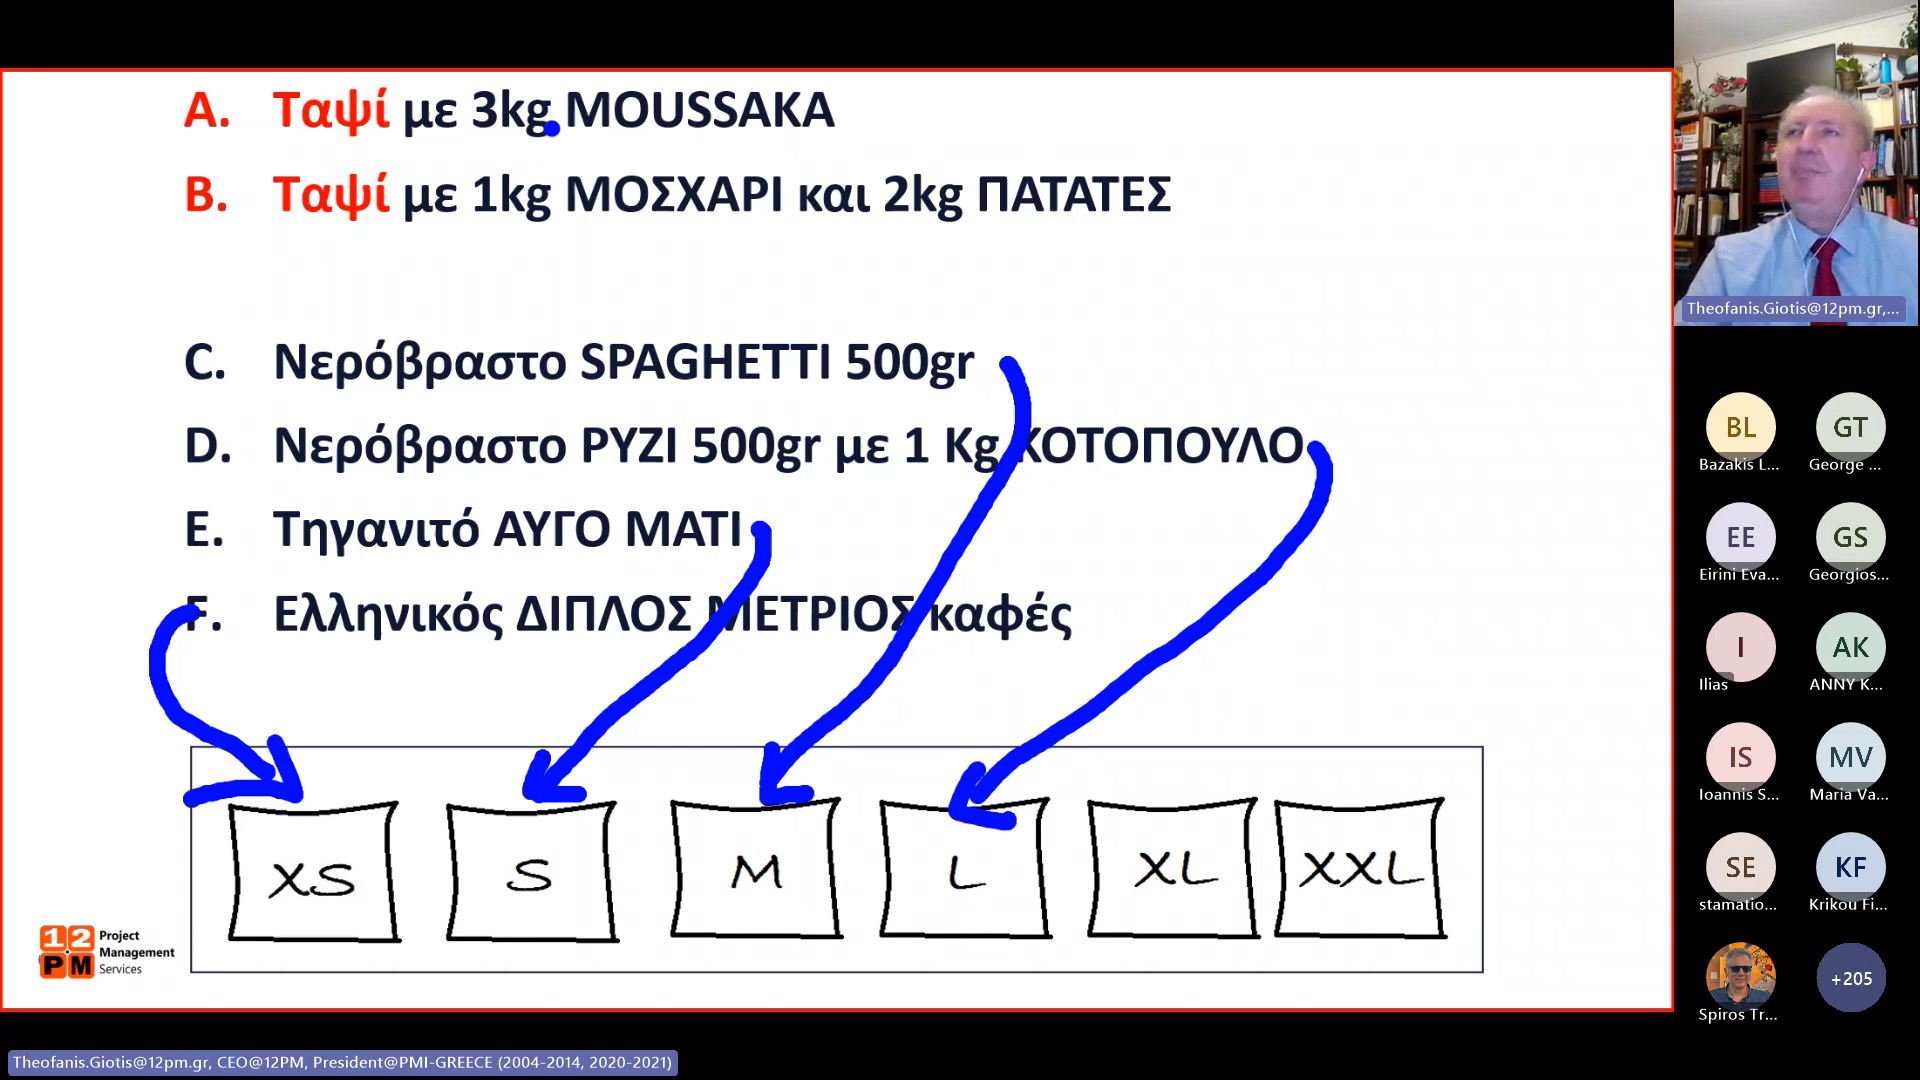 A. Ταψί με 3kg MOUSSAKA
B. Ταψί με 1kg ΜΟΣΧΑΡΙ και 2kg ΠΑΤΑΤΕΣ
C. Νερόβραστο SPAGHETTI 500gr
D. Νερόβραστο ΡΥΖΙ 500gr με 1 Kg ΚΟΤΟΠΟΥΛΟ
E. Τηγανιτό ΑΥΓΟ ΜΑΤΙ
F. Ελληνικός ΔΙΠΛΟΣ ΜΕΤΡΙΟΣ καφές
XS S M L XL XXL
12 PM Project
Management
Services
Theofanis.Giotis@12pm.gr, CEO@12PM, President@PMI-GREECE (2004-2014, 2020-2021)
Theofanis.Giotis@12pm.gr,...
BL GT
Bazakis L... George ...
EE GS
Eirini Eva... Georgios...
I AK
Ilias ANNY K...
IS MV
Ioannis S... Maria Va...
SE KF
stamatio... Krikou Fi...
+205
Spiros Tr...